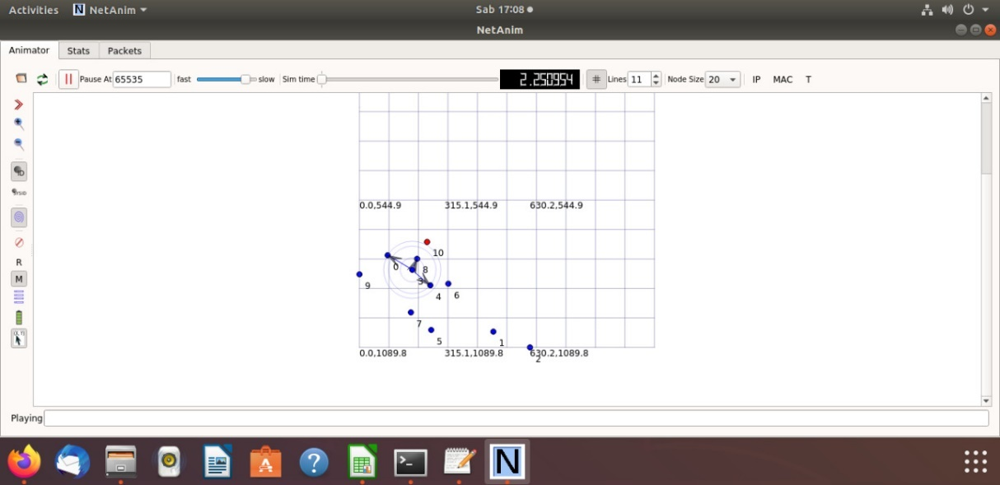 Activities NetAnim Sab 17:08
NetAnim
Animator Stats Packets
Pause At 65535 fast slow Sim time 2.250954 # Lines 11 Node Size 20 IP MAC T
ID
SYSID
R
M
0.0,544.9 315.1,544.9 630.2,544.9
10
0 8
3
9 4 6
7
5 1
0.0,1089.8 315.1,1089.8 630.2,1089.8
2
Playing
A ? >_ N